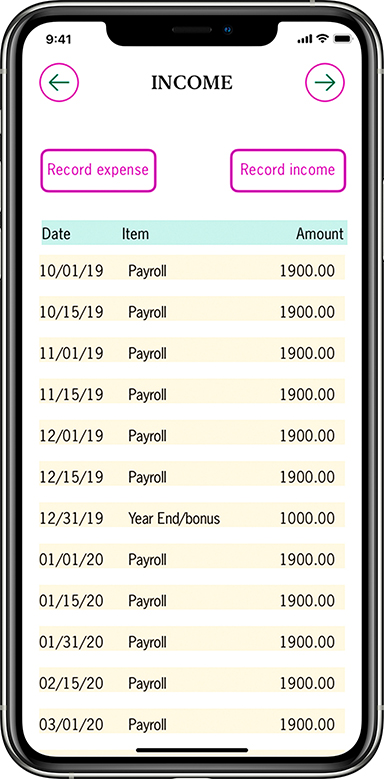 9:41
INCOME
Record expense Record income
Date Item Amount
10/01/19 Payroll 1900.00
10/15/19 Payroll 1900.00
11/01/19 Payroll 1900.00
11/15/19 Payroll 1900.00
12/01/19 Payroll 1900.00
12/15/19 Payroll 1900.00
12/31/19 Year End/bonus 1000.00
01/01/20 Payroll 1900.00
01/15/20 Payroll 1900.00
01/31/20 Payroll 1900.00
02/15/20 Payroll 1900.00
03/01/20 Payroll 1900.00